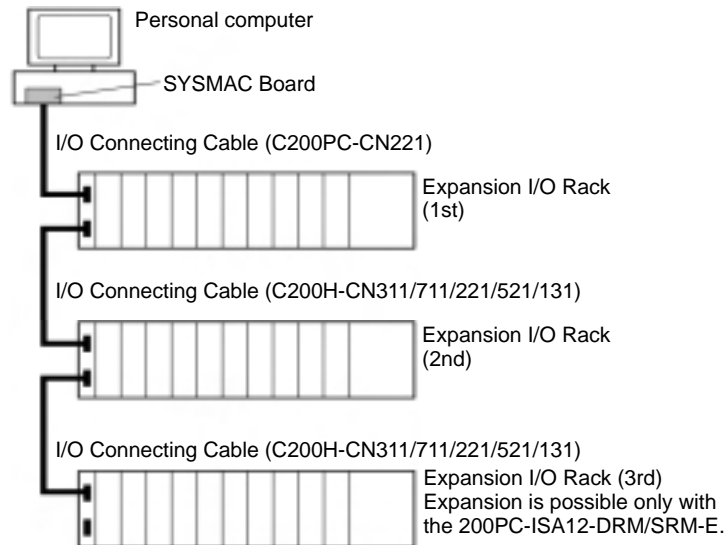 Personal computer
SYSMAC Board
I/O Connecting Cable (C200PC-CN221)
Expansion I/O Rack
(1st)
I/O Connecting Cable (C200H-CN311/711/221/521/131)
Expansion I/O Rack
(2nd)
I/O Connecting Cable (C200H-CN311/711/221/521/131)
Expansion I/O Rack (3rd)
Expansion is possible only with
the 200PC-ISA12-DRM/SRM-E.